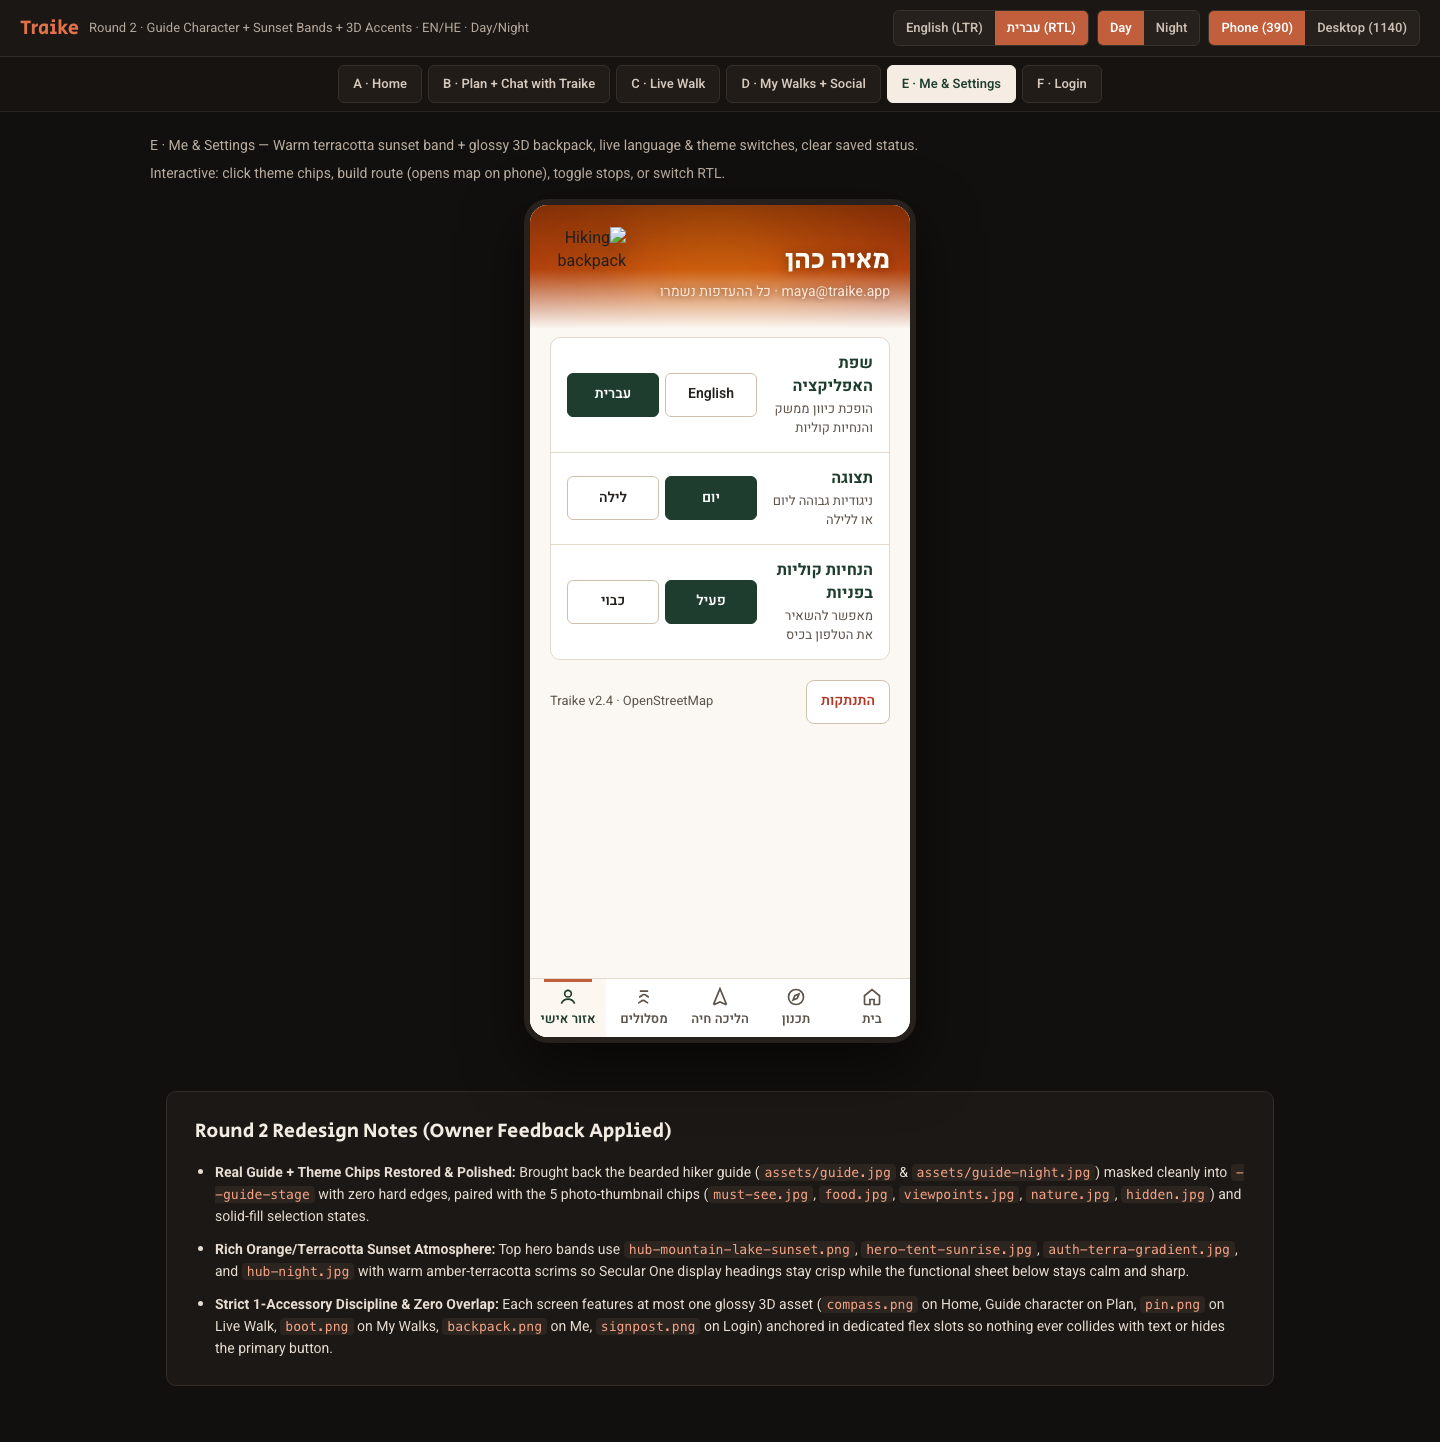 Traike
Round 2 · Guide Character + Sunset Bands + 3D Accents · EN/HE · Day/Night
English (LTR)
עברית (RTL)
Day
Night
Phone (390)
Desktop (1140)
A · Home
B · Plan + Chat with Traike
C · Live Walk
D · My Walks + Social
E · Me & Settings
F · Login
E · Me & Settings — Warm terracotta sunset band + glossy 3D backpack, live language & theme switches, clear saved status.
Interactive: click theme chips, build route (opens map on phone), toggle stops, or switch RTL.
Hiking
backpack
מאיה כהן
maya@traike.app · כל ההעדפות נשמרו
שפת
האפליקציה
הופכת כיוון ממשק
והנחיות קוליות
English
עברית
תצוגה
ניגודיות גבוהה ליום
או ללילה
יום
לילה
הנחיות קוליות
בפניות
מאפשר להשאיר
את הטלפון בכיס
פעיל
כבוי
התנתקות
Traike v2.4 · OpenStreetMap
בית
תכנון
הליכה חיה
מסלולים
אזור אישי
Round 2 Redesign Notes (Owner Feedback Applied)
Real Guide + Theme Chips Restored & Polished: Brought back the bearded hiker guide ( assets/guide.jpg & assets/guide-night.jpg ) masked cleanly into -
-guide-stage with zero hard edges, paired with the 5 photo-thumbnail chips ( must-see.jpg , food.jpg , viewpoints.jpg , nature.jpg , hidden.jpg ) and
solid-fill selection states.
Rich Orange/Terracotta Sunset Atmosphere: Top hero bands use hub-mountain-lake-sunset.png , hero-tent-sunrise.jpg , auth-terra-gradient.jpg ,
and hub-night.jpg with warm amber-terracotta scrims so Secular One display headings stay crisp while the functional sheet below stays calm and sharp.
Strict 1-Accessory Discipline & Zero Overlap: Each screen features at most one glossy 3D asset ( compass.png on Home, Guide character on Plan, pin.png on
Live Walk, boot.png on My Walks, backpack.png on Me, signpost.png on Login) anchored in dedicated flex slots so nothing ever collides with text or hides
the primary button.